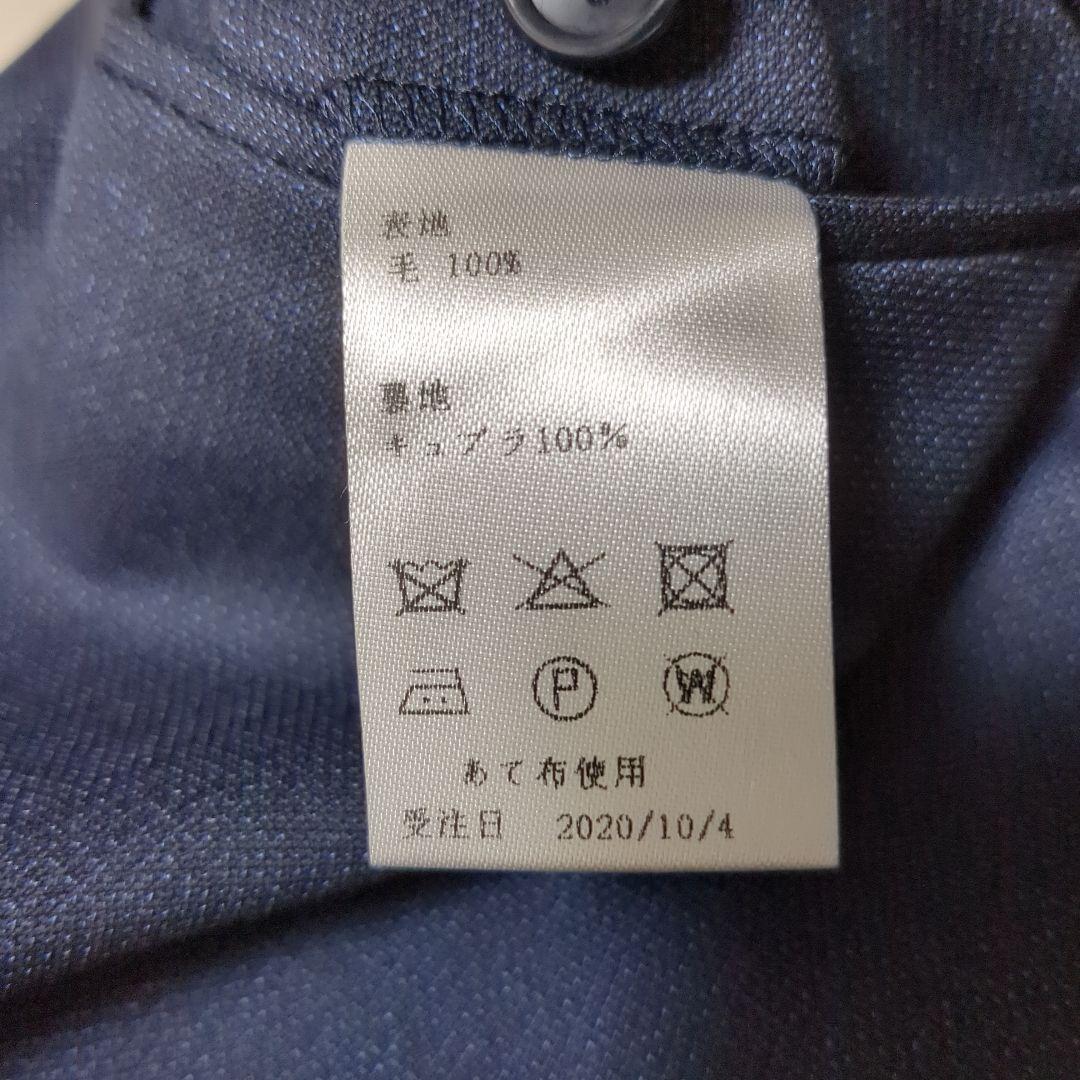 表地
毛 100%
裏地
キュプラ100%
P
W
あて布使用
受注日 2020/10/4